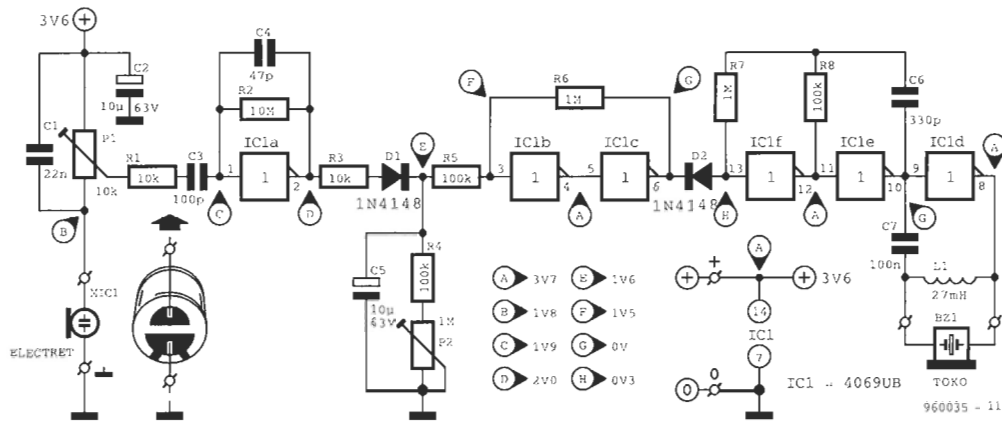 3V6
C2
10µ
63V
C1
22n
P1
10k
R1
10k
C3
100p
C4
47p
R2
10M
IC1a
1
1
2
B
C
D
R3
10k
D1
1N4148
E
R5
100k
F
R6
1M
G
IC1b
3
1
4
A
IC1c
5
1
6
D2
1N4148
R7
1M
R8
100k
C6
330p
IC1f
13
1
12
H
A
IC1e
11
1
10
IC1d
9
1
8
A
G
C7
100n
L1
27mH
BZ1
TOKO
MIC1
ELECTRET
C5
10µ
63V
R4
100k
1M
P2
A 3V7
E 1V6
B 1V8
F 1V5
C 1V9
G 0V
D 2V0
H 0V3
A
+
+
+
3V6
14
IC1
7
0
0
IC1 = 4069UB
960035 - 11